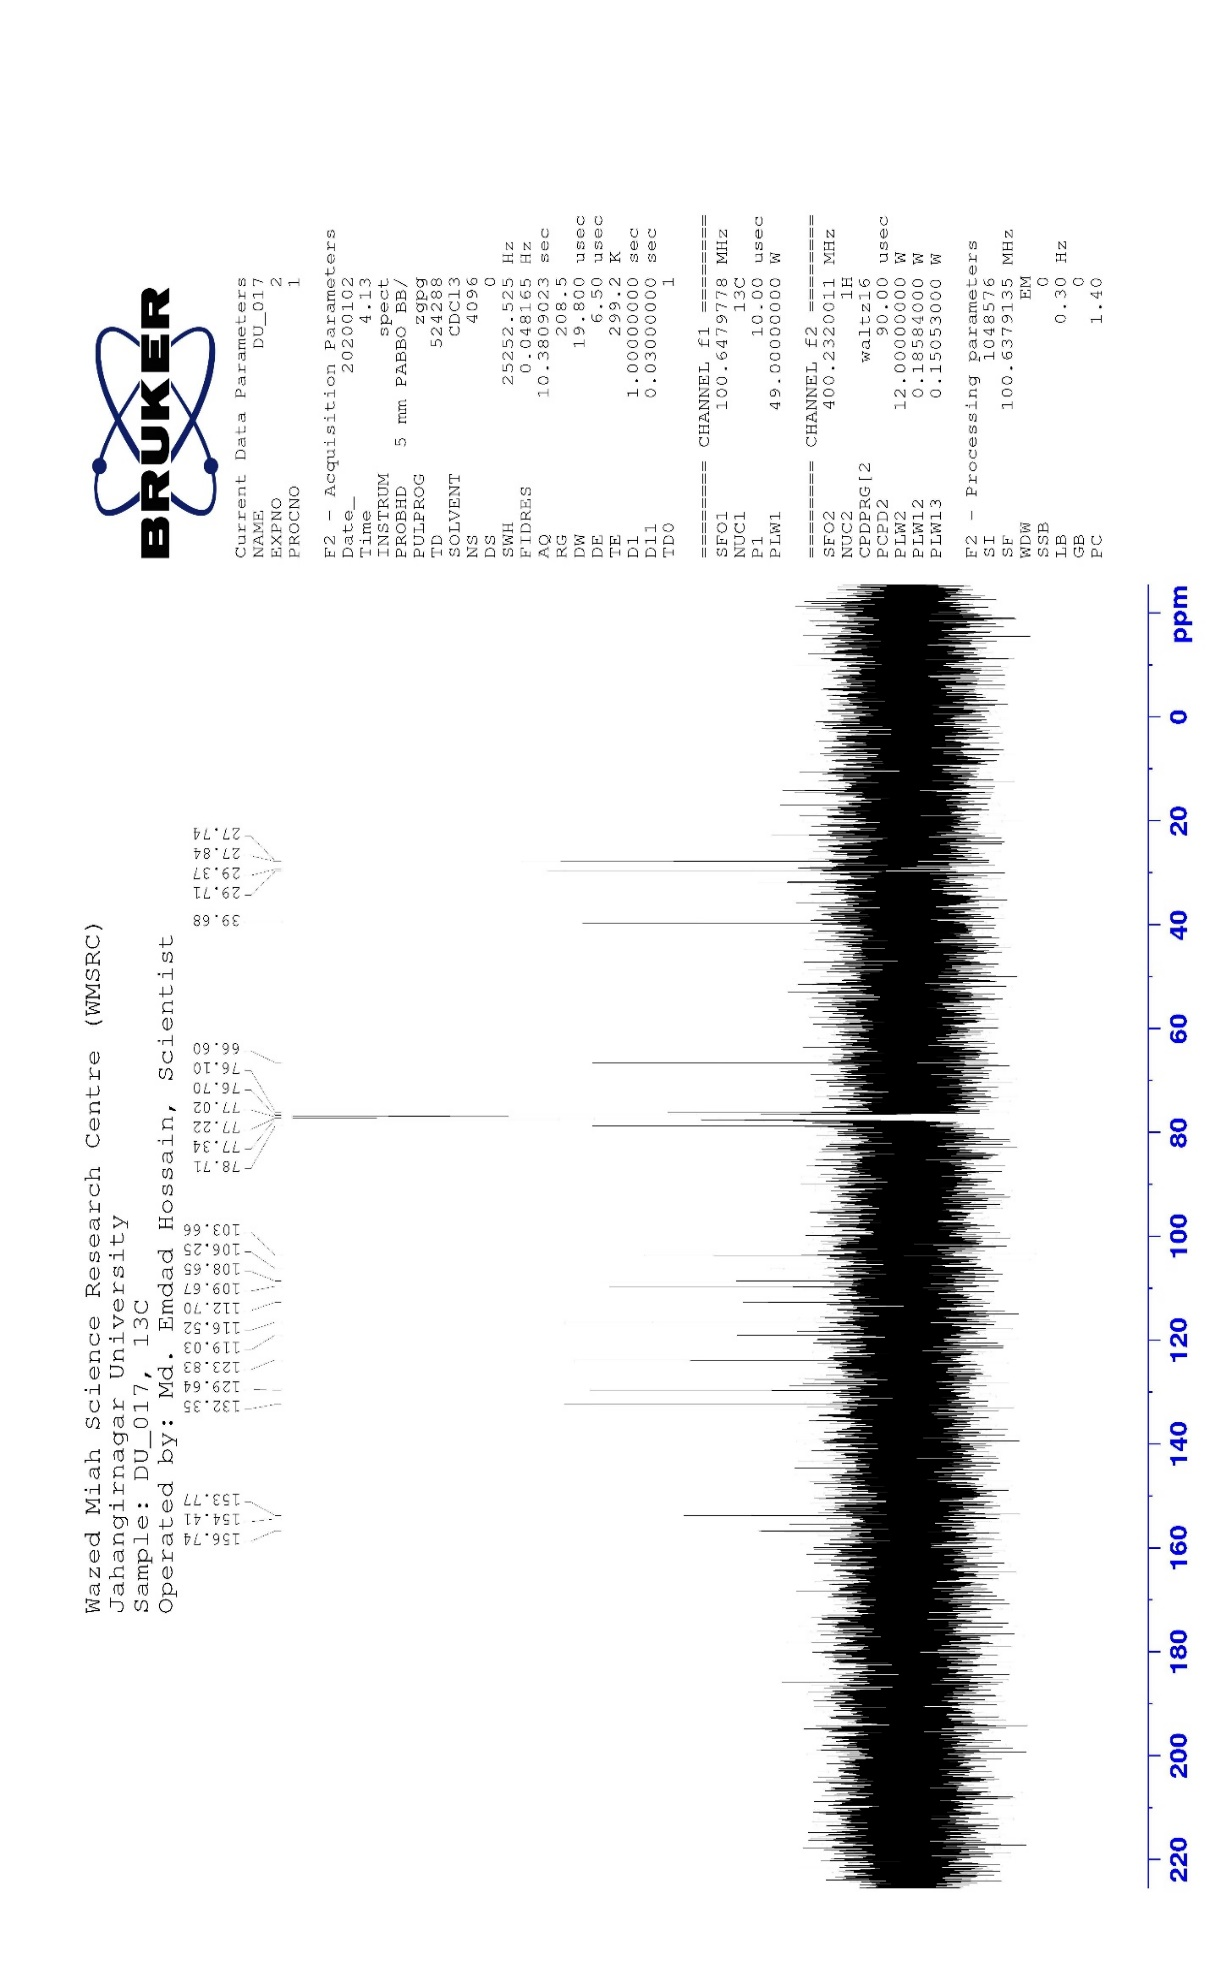 Wazed Miah Science Research Centre (WMSRC)
Jahangirnagar University
Sample: DU_017, 13C
Operated by: Md. Emdad Hossain, Scientist
156.74
154.41
153.77
132.35
129.64
123.83
119.03
116.52
112.70
109.67
108.65
106.25
103.66
78.71
77.34
77.22
77.02
76.70
76.10
66.60
39.68
29.71
29.37
27.84
27.74
BRUKER
Current Data Parameters
NAME DU_017
EXPNO 2
PROCNO 1
F2 - Acquisition Parameters
Date_ 20200102
Time 4.13
INSTRUM spect
PROBHD 5 mm PABBO BB/
PULPROG zgpg
TD 524288
SOLVENT CDCl3
NS 4096
DS 0
SWH 25252.525 Hz
FIDRES 0.048165 Hz
AQ 10.3809023 sec
RG 208.5
DW 19.800 usec
DE 6.50 usec
TE 299.2 K
D1 1.00000000 sec
D11 0.03000000 sec
TD0 1
======== CHANNEL f1 ========
SFO1 100.6479778 MHz
NUC1 13C
P1 10.00 usec
PLW1 49.00000000 W
======== CHANNEL f2 ========
SFO2 400.2320011 MHz
NUC2 1H
CPDPRG[2 waltz16
PCPD2 90.00 usec
PLW2 12.00000000 W
PLW12 0.18584000 W
PLW13 0.15053000 W
F2 - Processing parameters
SI 1048576
SF 100.6379135 MHz
WDW EM
SSB 0
LB 0.30 Hz
GB 0
PC 1.40
220 200 180 160 140 120 100 80 60 40 20 0 ppm